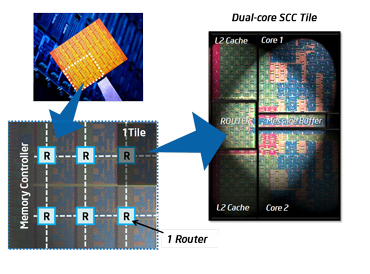 Dual-core SCC Tile
L2 Cache
Core 1
ROUTER
Message Buffer
L2 Cache
Core 2
1Tile
Memory Controller
R
R
R
R
R
R
1 Router